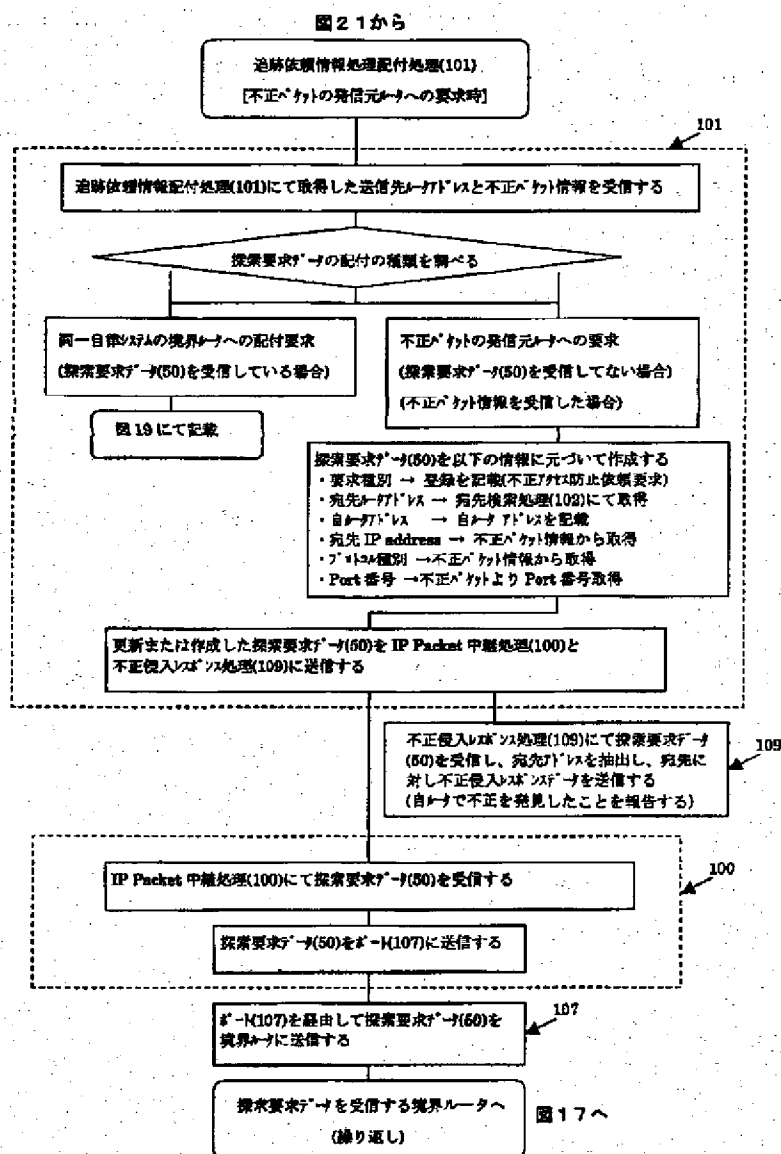 図21から
追跡依頼情報処理配付処理(101)
[不正ﾊﾟｹｯﾄの発信元ﾙｰﾀへの要求時]
101
追跡依頼情報配付処理(101)にて取得した送信先ﾙｰﾀｱﾄﾞﾚｽと不正ﾊﾟｹｯﾄ情報を受信する
探索要求ﾃﾞｰﾀの配付の種類を調べる
同一自律ｼｽﾃﾑの境界ﾙｰﾀへの配付要求
(探索要求ﾃﾞｰﾀ(50)を受信している場合)
図19にて記載
不正ﾊﾟｹｯﾄの発信元ﾙｰﾀへの要求
(探索要求ﾃﾞｰﾀ(50)を受信してない場合)
(不正ﾊﾟｹｯﾄ情報を受信した場合)
探索要求ﾃﾞｰﾀ(50)を以下の情報に元づいて作成する
・要求種別 → 登録を記載(不正ｱｸｾｽ防止依頼要求)
・宛先ﾙｰﾀｱﾄﾞﾚｽ → 宛先検索処理(102)にて取得
・自ﾙｰﾀｱﾄﾞﾚｽ → 自ﾙｰﾀ ｱﾄﾞﾚｽを記載
・宛先 IP address → 不正ﾊﾟｹｯﾄ情報から取得
・ﾌﾟﾛﾄｺﾙ種別 →不正ﾊﾟｹｯﾄ情報から取得
・Port 番号 →不正ﾊﾟｹｯﾄより Port 番号取得
更新または作成した探索要求ﾃﾞｰﾀ(50)を IP Packet 中継処理(100)と
不正侵入ﾚｽﾎﾟﾝｽ処理(109)に送信する
不正侵入ﾚｽﾎﾟﾝｽ処理(109)にて探索要求ﾃﾞｰﾀ
(50)を受信し、宛先ｱﾄﾞﾚｽを抽出し、宛先に
対し不正侵入ﾚｽﾎﾟﾝｽﾃﾞｰﾀを送信する
(自ﾙｰﾀで不正を発見したことを報告する)
109
IP Packet 中継処理(100)にて探索要求ﾃﾞｰﾀ(50)を受信する
100
探索要求ﾃﾞｰﾀ(50)をﾎﾟｰﾄ(107)に送信する
ﾎﾟｰﾄ(107)を経由して探索要求ﾃﾞｰﾀ(50)を
境界ﾙｰﾀに送信する
107
探求要求ﾃﾞｰﾀを受信する境界ルータへ
(繰り返し)
図17へ